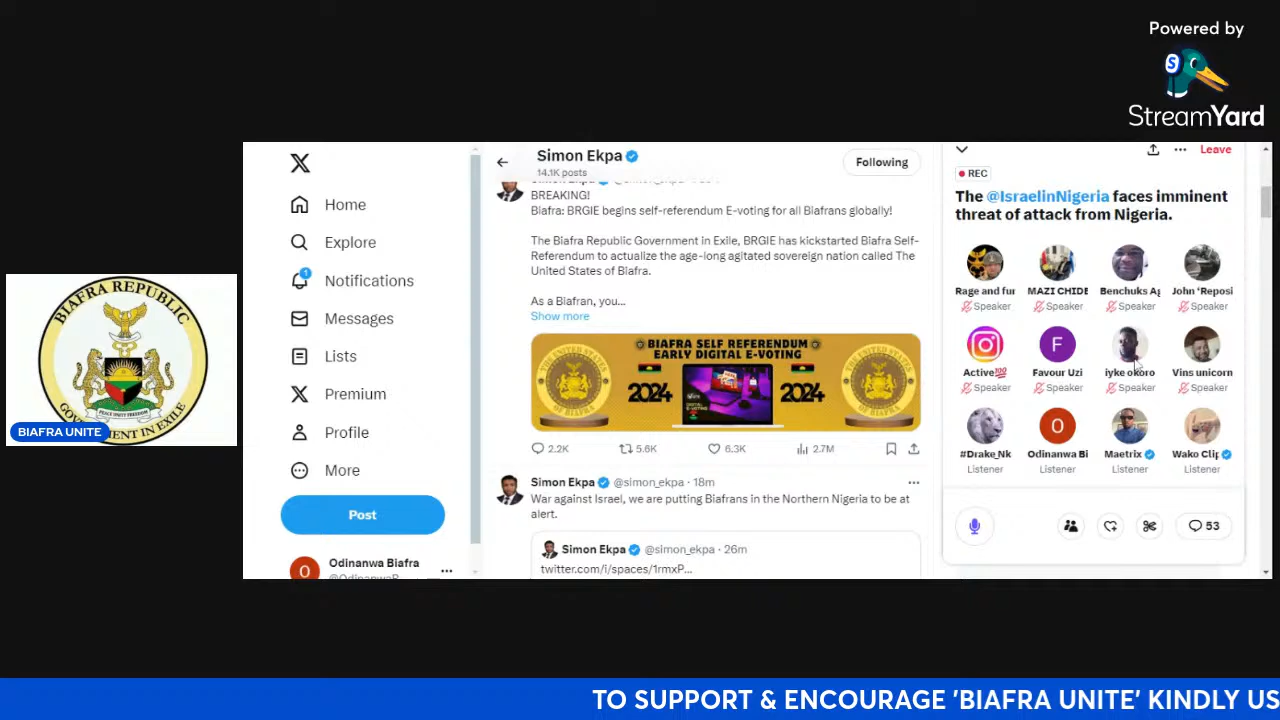 Powered by
StreamYard
BIAFRA REPUBLIC
GOVERNMENT IN EXILE
PEACE UNITY FREEDOM
BIAFRA UNITE
X
Home
Explore
1
Notifications
Messages
Lists
Premium
Profile
More
Post
O
Odinanwa Biafra
Simon Ekpa
14.1K posts
Following
BREAKING!
Biafra: BRGIE begins self-referendum E-voting for all Biafrans globally!
The Biafra Republic Government in Exile, BRGIE has kickstarted Biafra Self-
Referendum to actualize the age-long agitated sovereign nation called The
United States of Biafra.
As a Biafran, you...
Show more
BIAFRA SELF REFERENDUM
EARLY DIGITAL E-VOTING
2024
2024
2.2K
5.6K
6.3K
2.7M
Simon Ekpa @simon_ekpa · 18m
War against Israel, we are putting Biafrans in the Northern Nigeria to be at
alert.
Simon Ekpa @simon_ekpa · 26m
twitter.com/i/spaces/1rmxP...
Leave
REC
The @IsraelinNigeria faces imminent
threat of attack from Nigeria.
Rage and fur
MAZI CHIDE
Benchuks Ag
John 'Reposi
Speaker
Speaker
Speaker
Speaker
F
Active💯
Favour Uzi
iyke okoro
Vins unicorn
Speaker
Speaker
Speaker
Speaker
O
#Drake_Nk
Odinanwa Bi
Maetrix
Wako Clip
Listener
Listener
Listener
Listener
53
TO SUPPORT & ENCOURAGE 'BIAFRA UNITE' KINDLY US